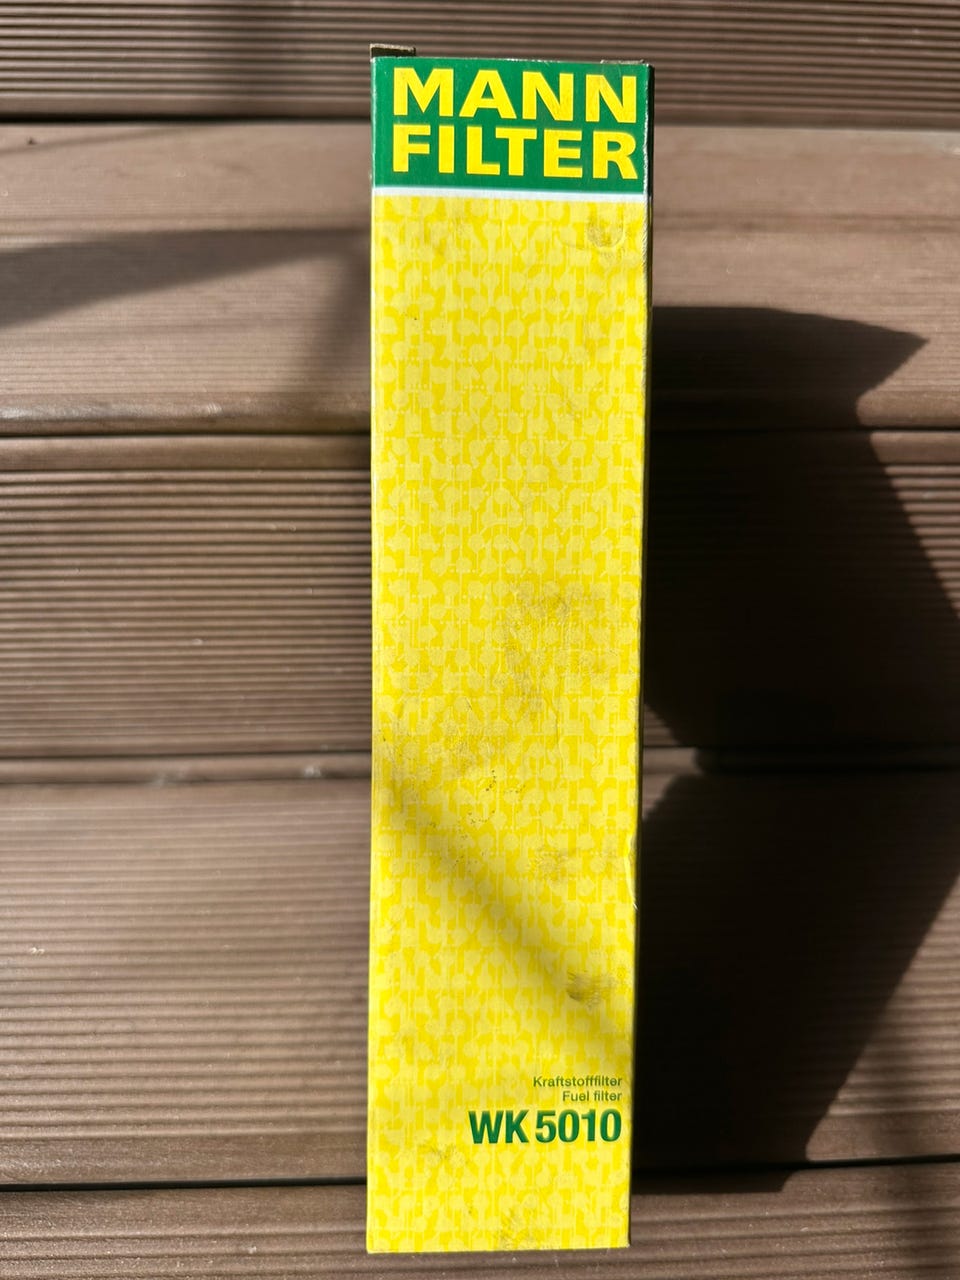 MANN
FILTER
Kraftstofffilter
Fuel filter
WK 5010